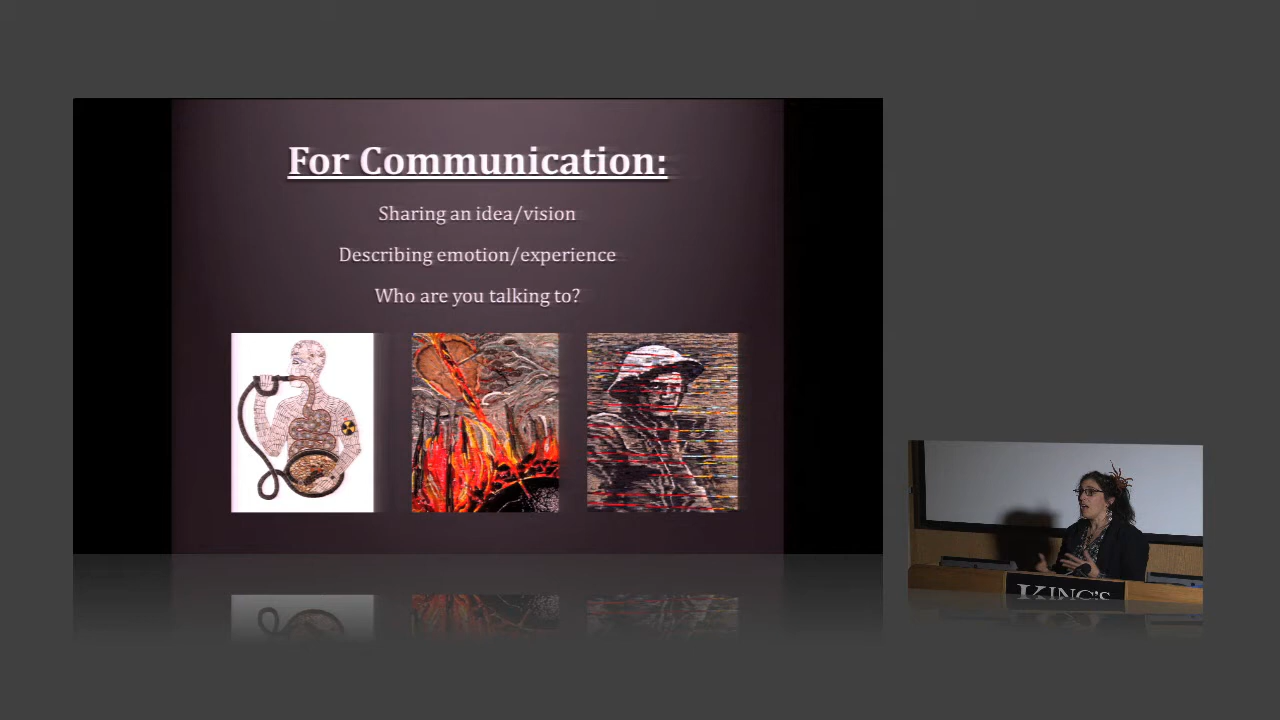 For Communication:
Sharing an idea/vision
Describing emotion/experience
Who are you talking to?
KING'S